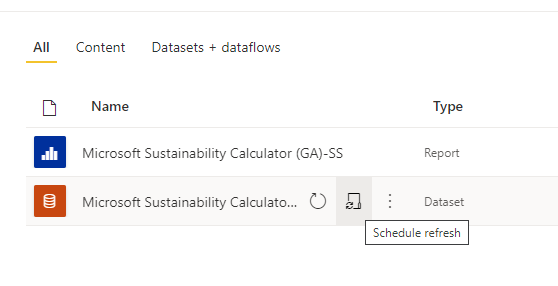 All Content Datasets + dataflows
Name Type
Microsoft Sustainability Calculator (GA)-SS Report
Microsoft Sustainability Calculato... Dataset
Schedule refresh